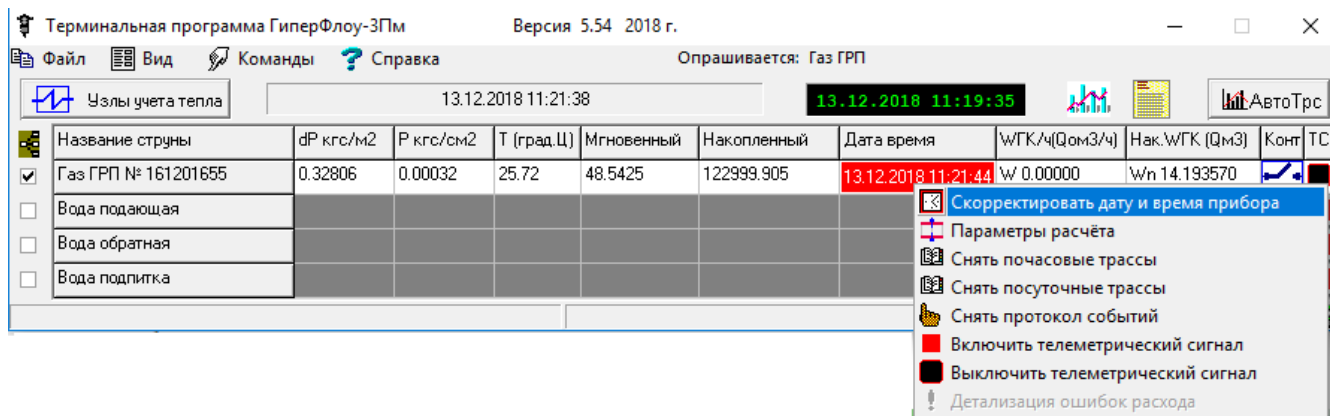 Терминальная программа ГиперФлоу-3Пм Версия 5.54 2018 г.
Файл Вид Команды Справка Опрашивается: Газ ГРП
Узлы учета тепла 13.12.2018 11:21:38 13.12.2018 11:19:35 АвтоТрс
Название струны dP кгс/м2 P кгс/см2 T (град.Ц) Мгновенный Накопленный Дата время WГК/ч(Qом3/ч) Нак.WГК (Qм3) Конт ТС
Газ ГРП № 161201655 0.32806 0.00032 25.72 48.5425 122999.905 13.12.2018 11:21:44 W 0.00000 Wn 14.193570
Вода подающая
Вода обратная
Вода подпитка
Скорректировать дату и время прибора
Параметры расчёта
Снять почасовые трассы
Снять посуточные трассы
Снять протокол событий
Включить телеметрический сигнал
Выключить телеметрический сигнал
Детализация ошибок расхода